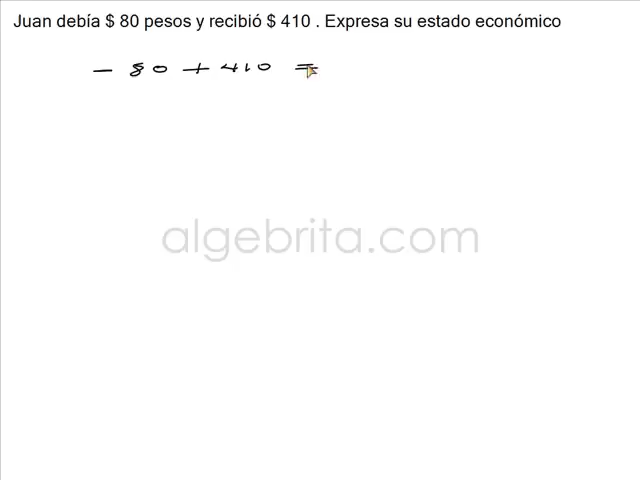 Juan debía $ 80 pesos y recibió $ 410 . Expresa su estado económico
- 80 + 410 =
algebrita.com